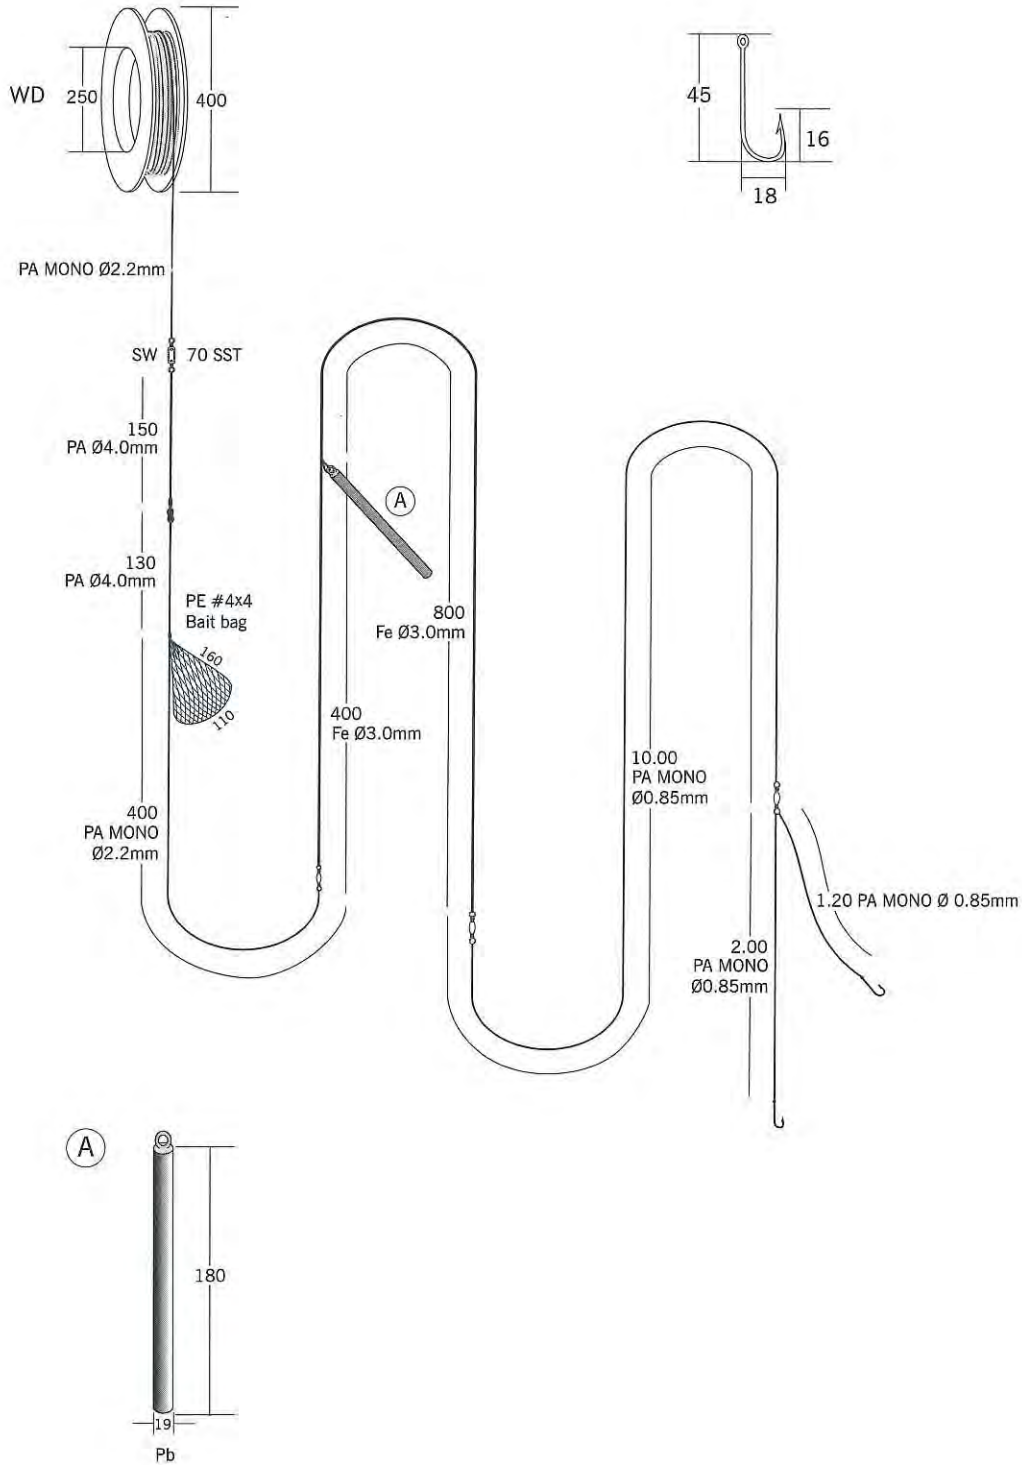 WD
250
400
45
16
18
PA MONO Ø2.2mm
SW
70 SST
150
PA Ø4.0mm
A
130
PA Ø4.0mm
PE #4x4
Bait bag
160
110
800
Fe Ø3.0mm
400
Fe Ø3.0mm
10.00
PA MONO
Ø0.85mm
400
PA MONO
Ø2.2mm
1.20 PA MONO Ø 0.85mm
2.00
PA MONO
Ø0.85mm
A
180
19
Pb